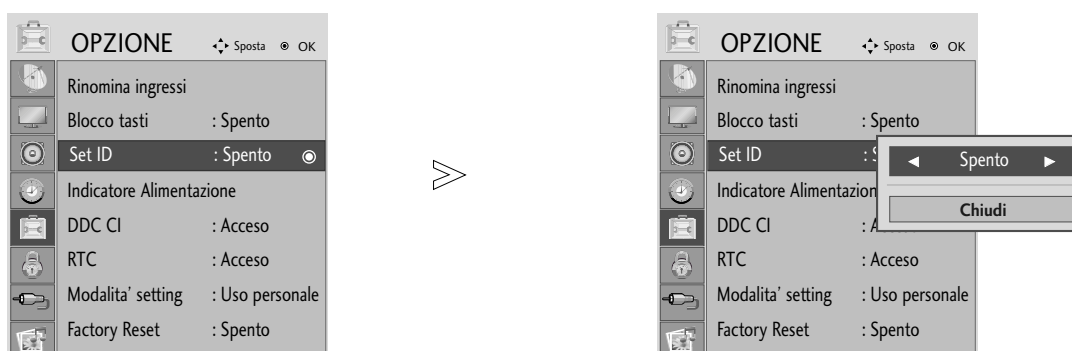 OPZIONE Sposta OK
Rinomina ingressi
Blocco tasti : Spento
Set ID : Spento
Indicatore Alimentazione
DDC CI : Acceso
RTC : Acceso
Modalita' setting : Uso personale
Factory Reset : Spento
OPZIONE Sposta OK
Rinomina ingressi
Blocco tasti : Spento
Set ID : S
Spento
Indicatore Alimentazion
Chiudi
DDC CI : A
RTC : Acceso
Modalita' setting : Uso personale
Factory Reset : Spento